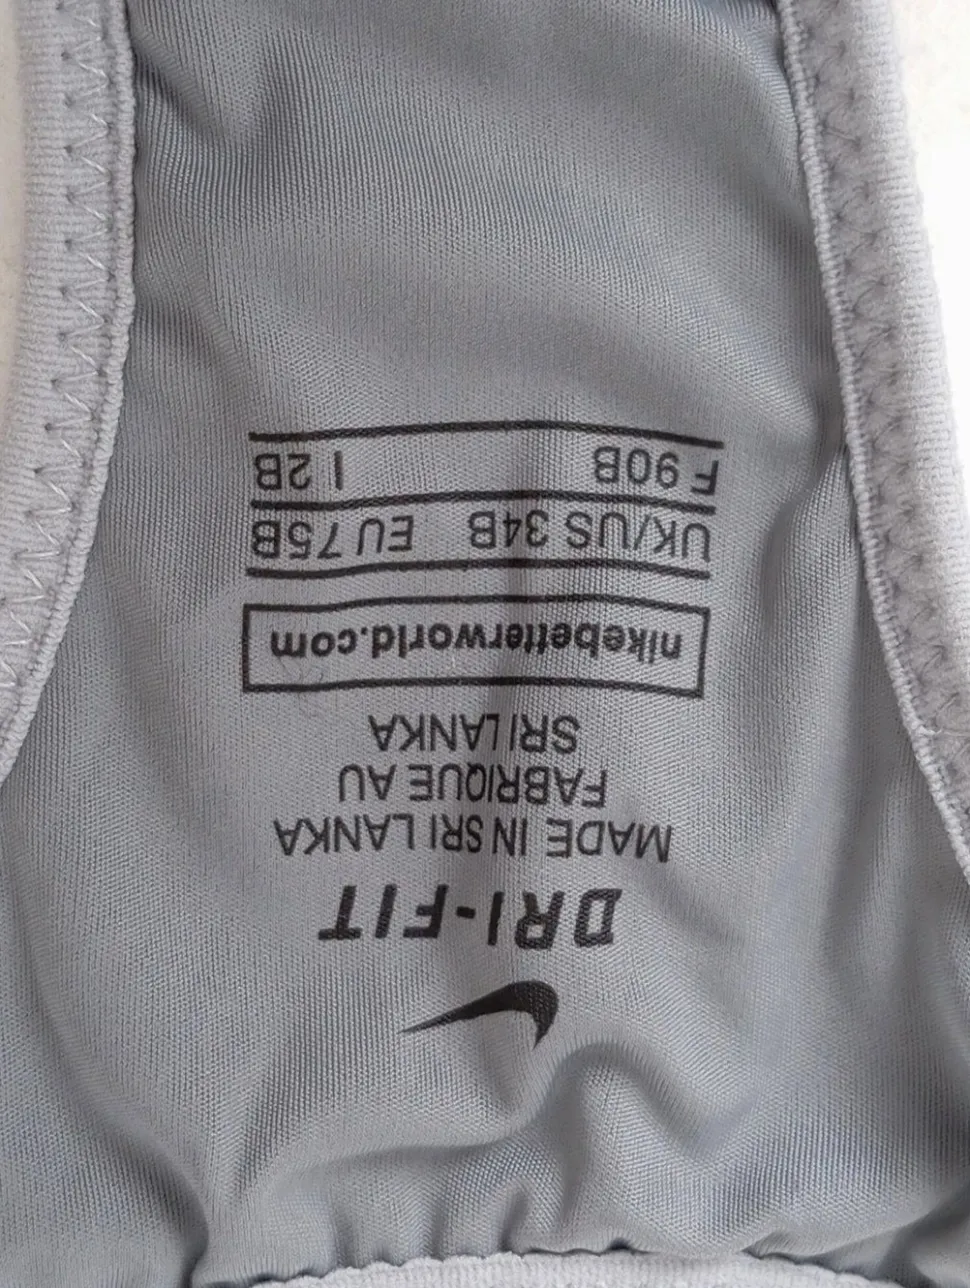 DRI-FIT
MADE IN SRI LANKA
FABRIQUE AU
SRI LANKA
nikebetterworld.com
UK/US 34B EU 75B
F 90B I 2B